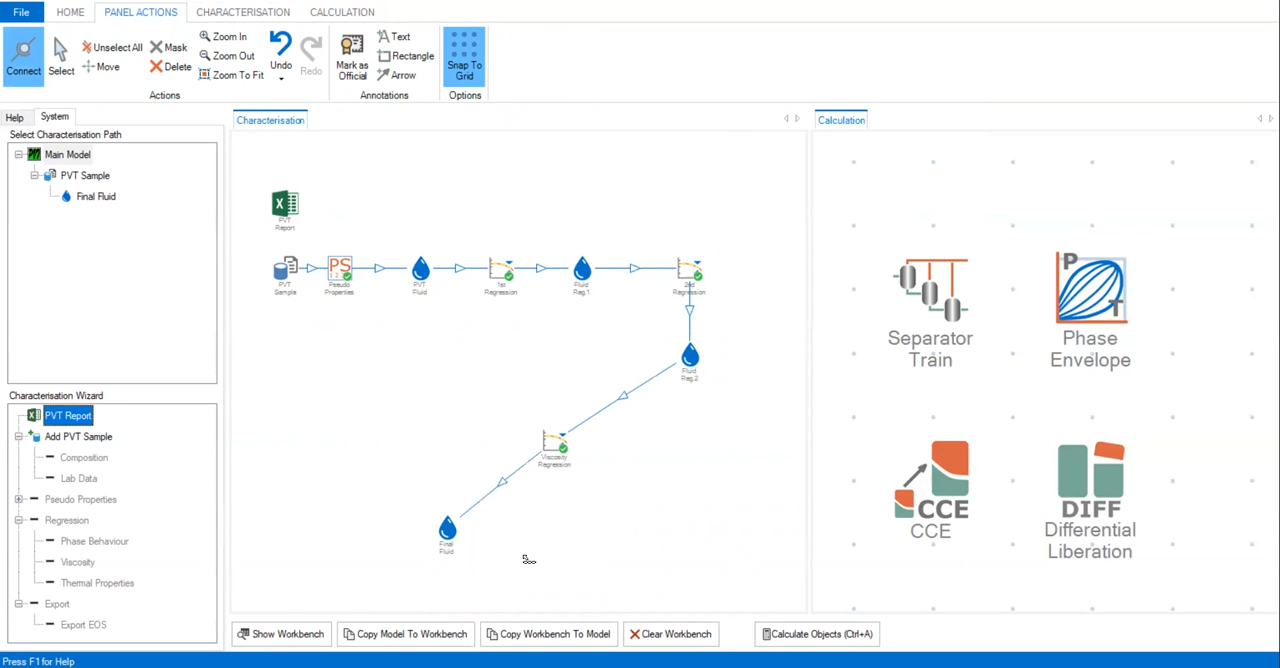 File HOME PANEL ACTIONS CHARACTERISATION CALCULATION
Connect
Select
Unselect All
Move
Mask
Delete
Zoom In
Zoom Out
Zoom To Fit
Undo
Redo
Actions
Mark as
Official
Text
Rectangle
Arrow
Annotations
Snap To
Grid
Options
Help System
Select Characterisation Path
Main Model
PVT Sample
Final Fluid
Characterisation Wizard
PVT Report
Add PVT Sample
Composition
Lab Data
Pseudo Properties
Regression
Phase Behaviour
Viscosity
Thermal Properties
Export
Export EOS
Characterisation
PVT
Report
PVT
Sample
PS
1 2
Pseudo
Properties
PVT
Fluid
1st
Regression
Fluid
Reg.1
2nd
Regression
Fluid
Reg.2
Viscosity
Regression
Final
Fluid
Calculation
Separator
Train
P
T
Phase
Envelope
CCE
CCE
DIFF
Differential
Liberation
Show Workbench
Copy Model To Workbench
Copy Workbench To Model
Clear Workbench
Calculate Objects (Ctrl+A)
Press F1 for Help